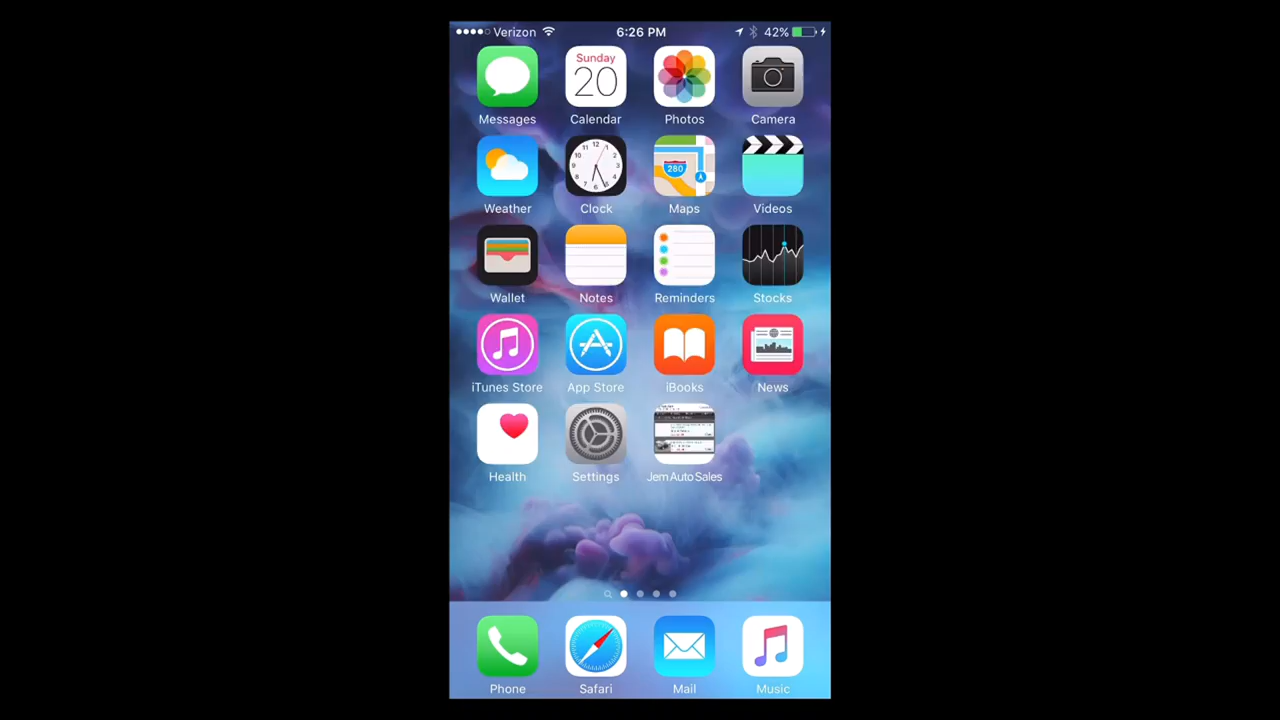 Verizon 6:26 PM 42%
Sunday
20
280
Messages Calendar Photos Camera
Weather Clock Maps Videos
Wallet Notes Reminders Stocks
iTunes Store App Store iBooks News
Health Settings Jem Auto Sales
Phone Safari Mail Music